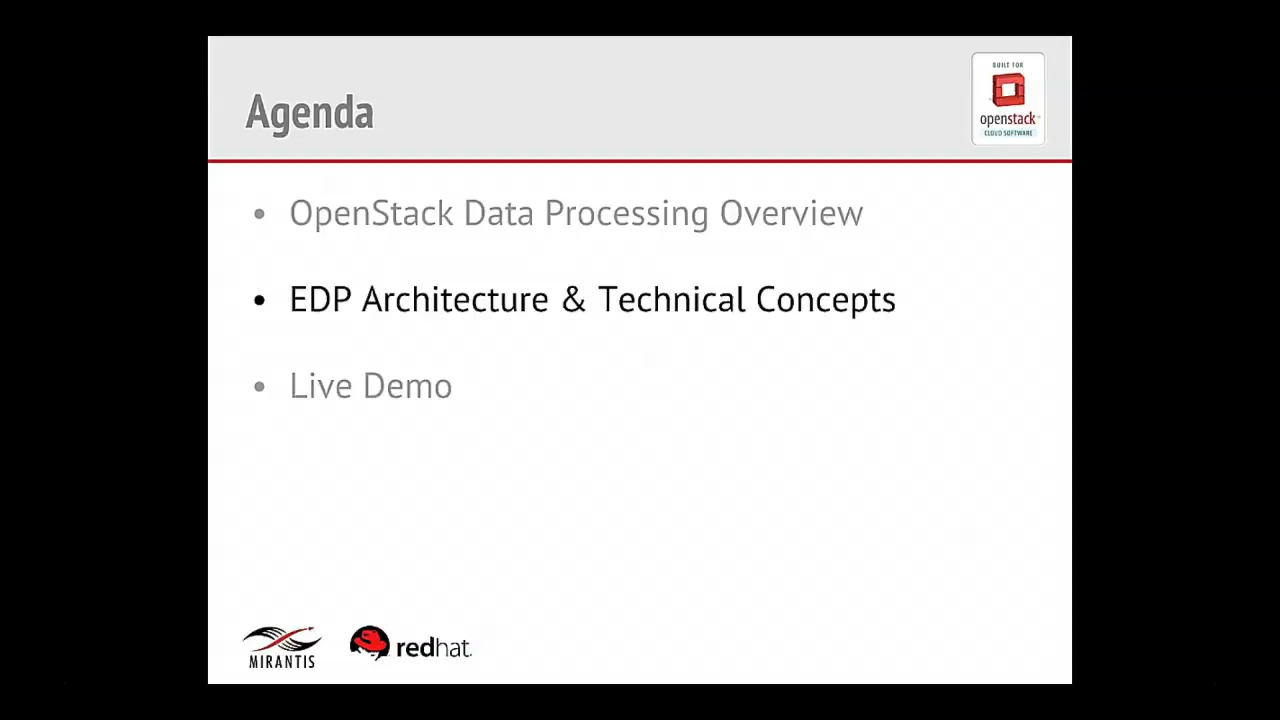 Agenda
BUILT FOR
openstack
CLOUD SOFTWARE
• OpenStack Data Processing Overview
• EDP Architecture & Technical Concepts
• Live Demo
MIRANTIS
redhat.